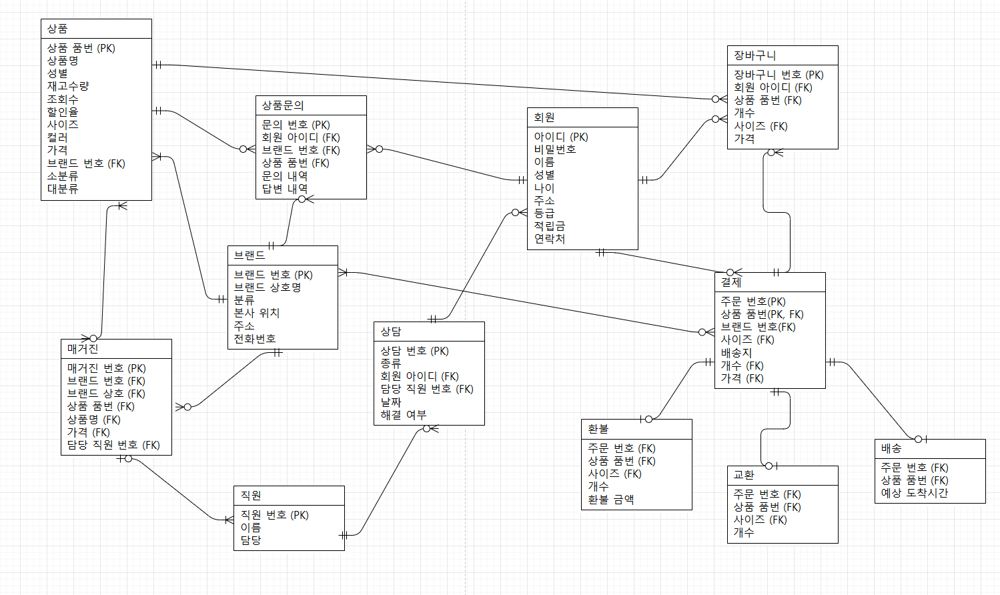 상품
상품 품번 (PK)
상품명
성별
재고수량
조회수
할인율
사이즈
컬러
가격
브랜드 번호 (FK)
소분류
대분류
상품문의
문의 번호 (PK)
회원 아이디 (FK)
브랜드 번호 (FK)
상품 품번 (FK)
문의 내역
답변 내역
회원
아이디 (PK)
비밀번호
이름
성별
나이
주소
등급
적립금
연락처
장바구니
장바구니 번호 (PK)
회원 아이디 (FK)
상품 품번 (FK)
개수
사이즈 (FK)
가격
브랜드
브랜드 번호 (PK)
브랜드 상호명
분류
본사 위치
주소
전화번호
결제
주문 번호(PK)
상품 품번(PK, FK)
브랜드 번호(FK)
사이즈 (FK)
배송지
개수 (FK)
가격 (FK)
매거진
매거진 번호 (PK)
브랜드 번호 (FK)
브랜드 상호 (FK)
상품 품번 (FK)
상품명 (FK)
가격 (FK)
담당 직원 번호 (FK)
상담
상담 번호 (PK)
종류
회원 아이디 (FK)
담당 직원 번호 (FK)
날짜
해결 여부
환불
주문 번호 (FK)
상품 품번 (FK)
사이즈 (FK)
개수
환불 금액
교환
주문 번호 (FK)
상품 품번 (FK)
사이즈 (FK)
개수
배송
주문 번호 (FK)
상품 품번 (FK)
예상 도착시간
직원
직원 번호 (PK)
이름
담당